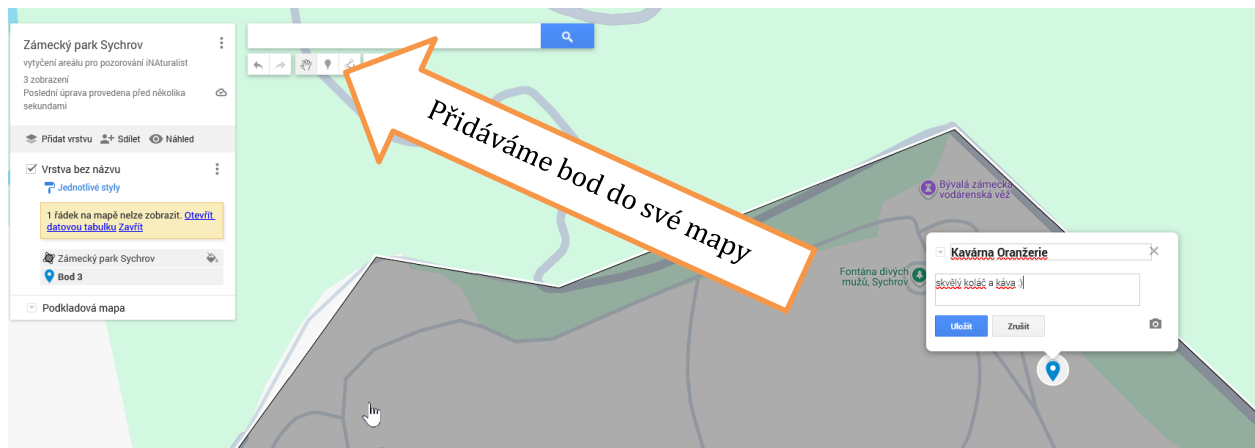 Zámecký park Sychrov
vytyčení areálu pro pozorování iNAturalist
3 zobrazení
Poslední úprava provedena před několika
sekundami
Přidat vrstvu Sdílet Náhled
Vrstva bez názvu
Jednotlivé styly
1 řádek na mapě nelze zobrazit. Otevřít
datovou tabulku Zavřít
Zámecký park Sychrov
Bod 3
Podkladová mapa
Přidáváme bod do své mapy
Bývalá zámecká
vodárenská věž
Fontána divých
mužů, Sychrov
Kavárna Oranžerie
skvělý koláč a káva :)
Uložit Zrušit